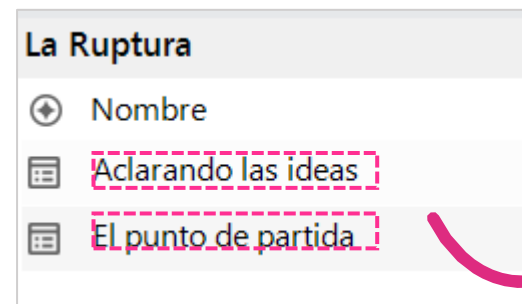 La Ruptura
Nombre
Aclarando las ideas
El punto de partida